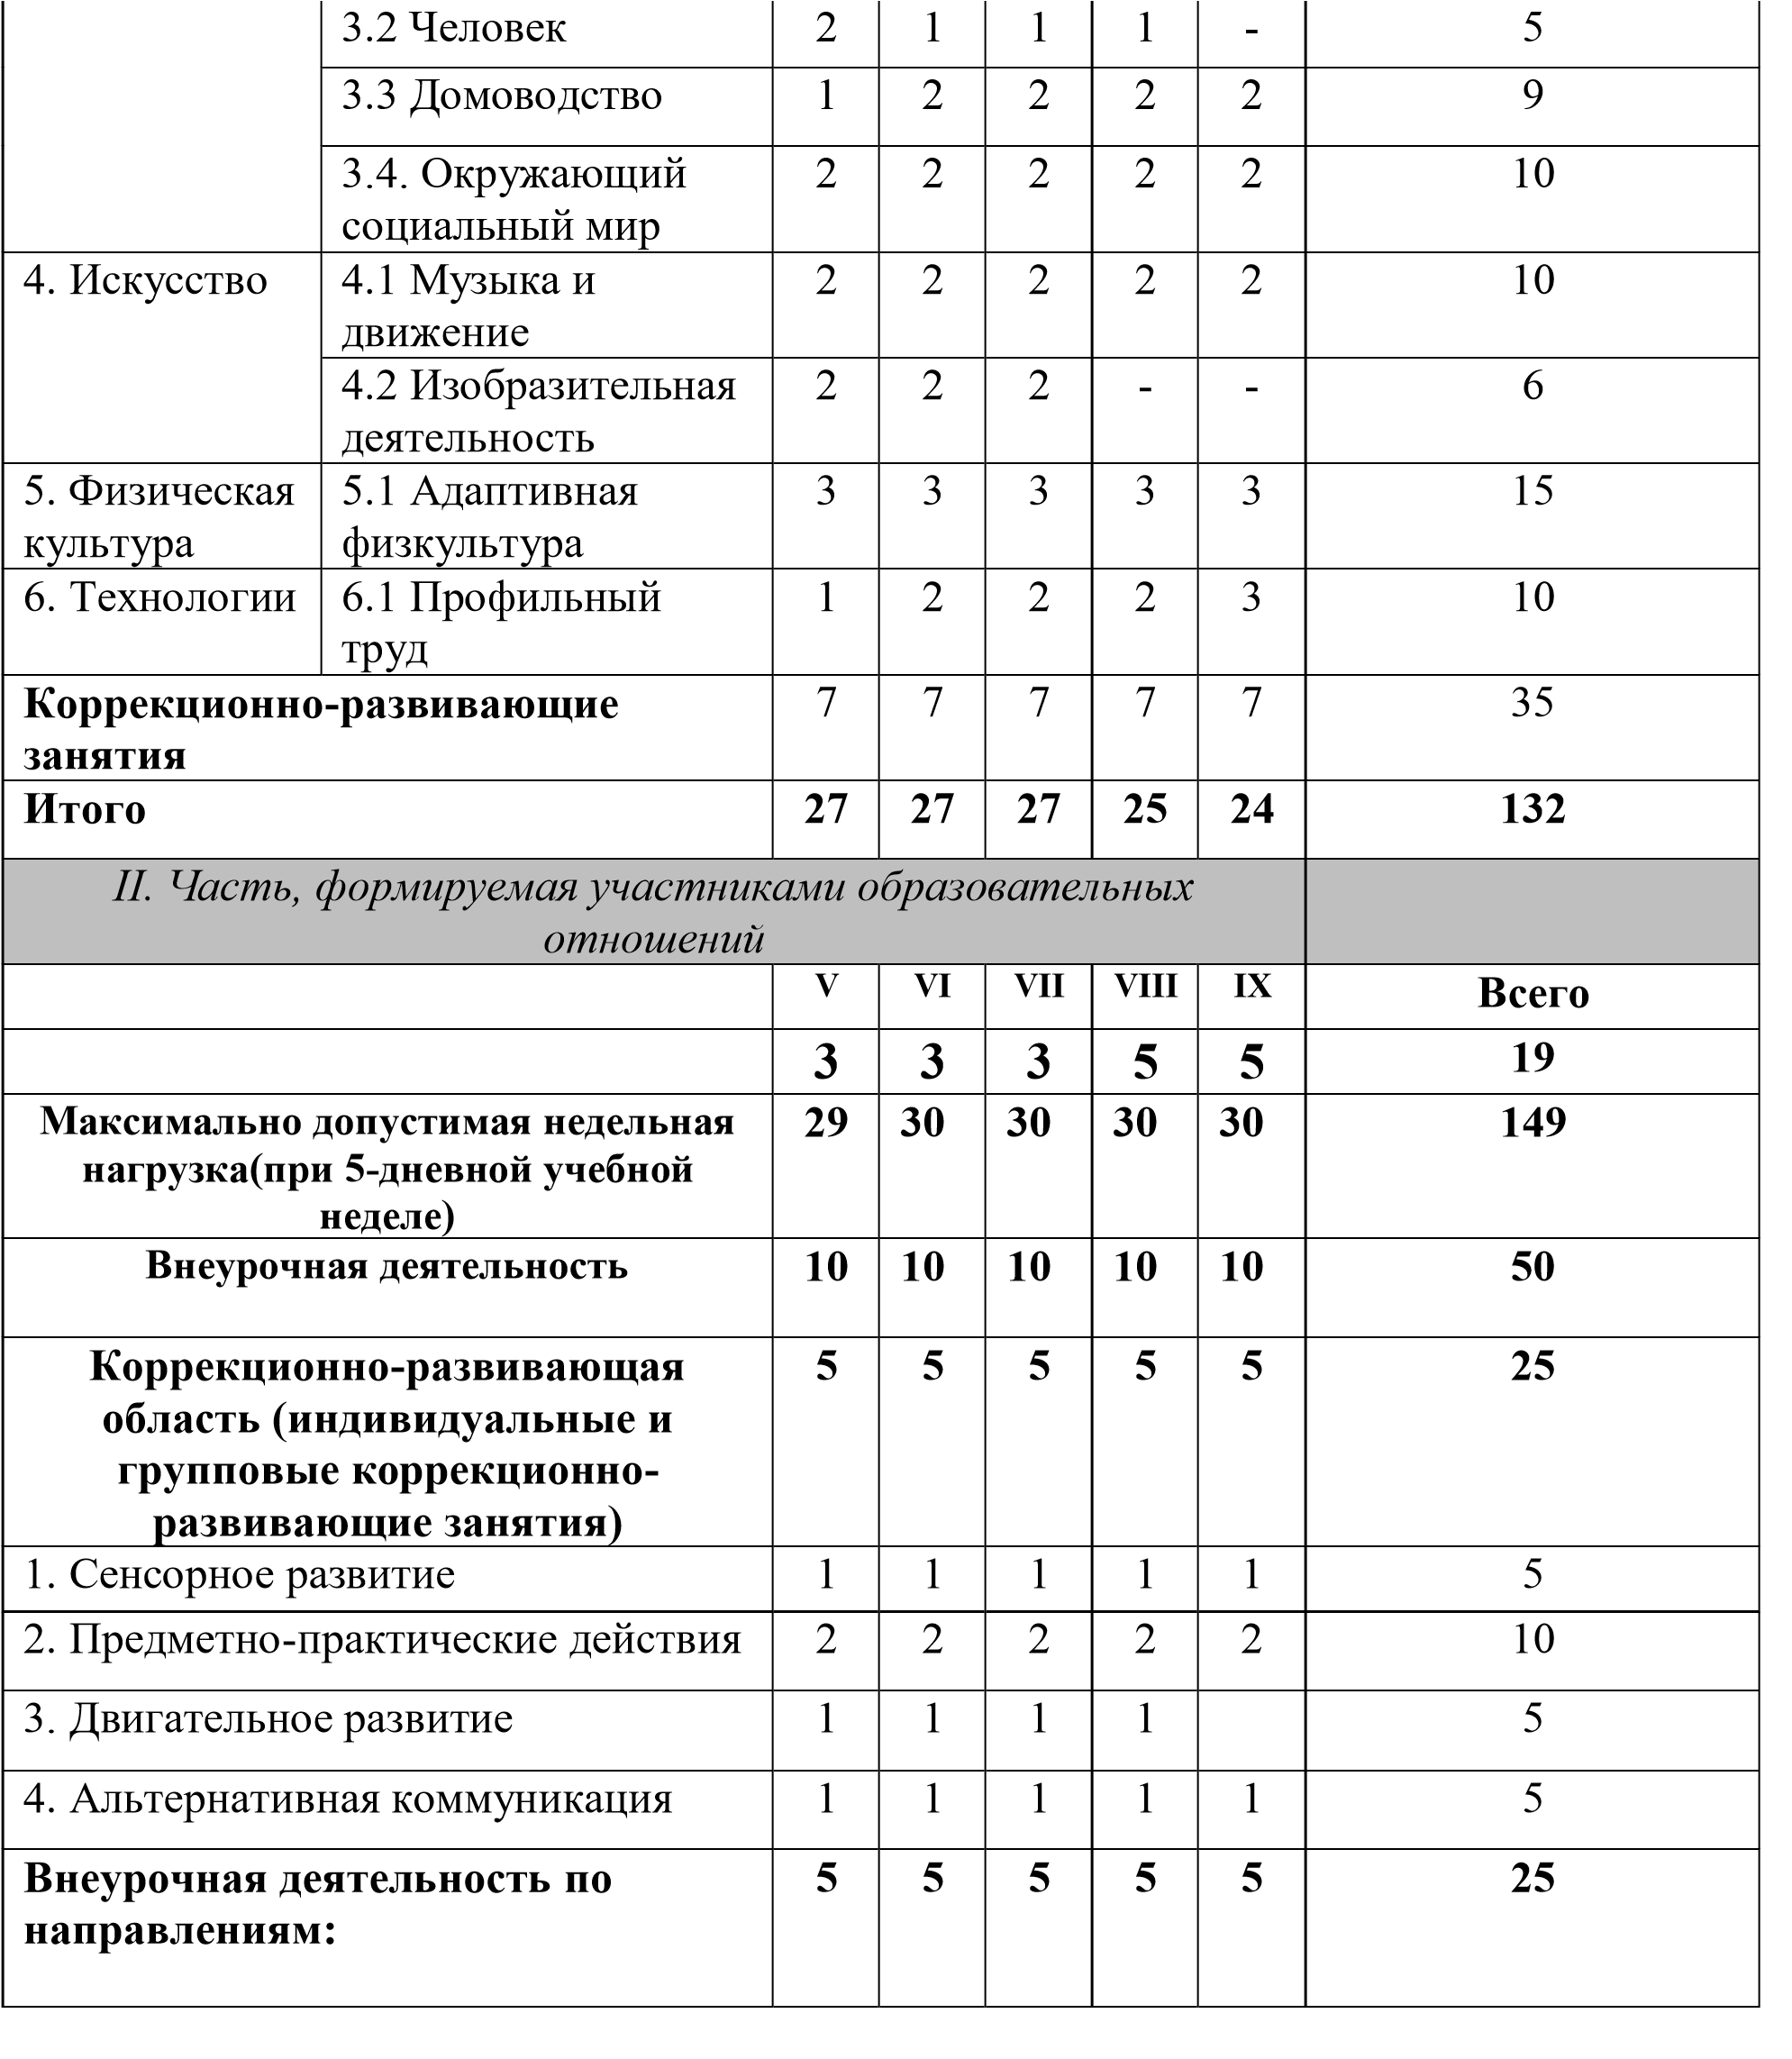 3.2 Человек 2 1 1 1 - 5
3.3 Домоводство 1 2 2 2 2 9
3.4. Окружающий 2 2 2 2 2 10
социальный мир
4. Искусство 4.1 Музыка и 2 2 2 2 2 10
движение
4.2 Изобразительная 2 2 2 - - 6
деятельность
5. Физическая 5.1 Адаптивная 3 3 3 3 3 15
культура физкультура
6. Технологии 6.1 Профильный 1 2 2 2 3 10
труд
Коррекционно-развивающие 7 7 7 7 7 35
занятия
Итого 27 27 27 25 24 132
II. Часть, формируемая участниками образовательных
отношений
V VI VII VIII IX Всего
3 3 3 5 5 19
Максимально допустимая недельная 29 30 30 30 30 149
нагрузка(при 5-дневной учебной
неделе)
Внеурочная деятельность 10 10 10 10 10 50
Коррекционно-развивающая 5 5 5 5 5 25
область (индивидуальные и
групповые коррекционно-
развивающие занятия)
1. Сенсорное развитие 1 1 1 1 1 5
2. Предметно-практические действия 2 2 2 2 2 10
3. Двигательное развитие 1 1 1 1 5
4. Альтернативная коммуникация 1 1 1 1 1 5
Внеурочная деятельность по 5 5 5 5 5 25
направлениям: